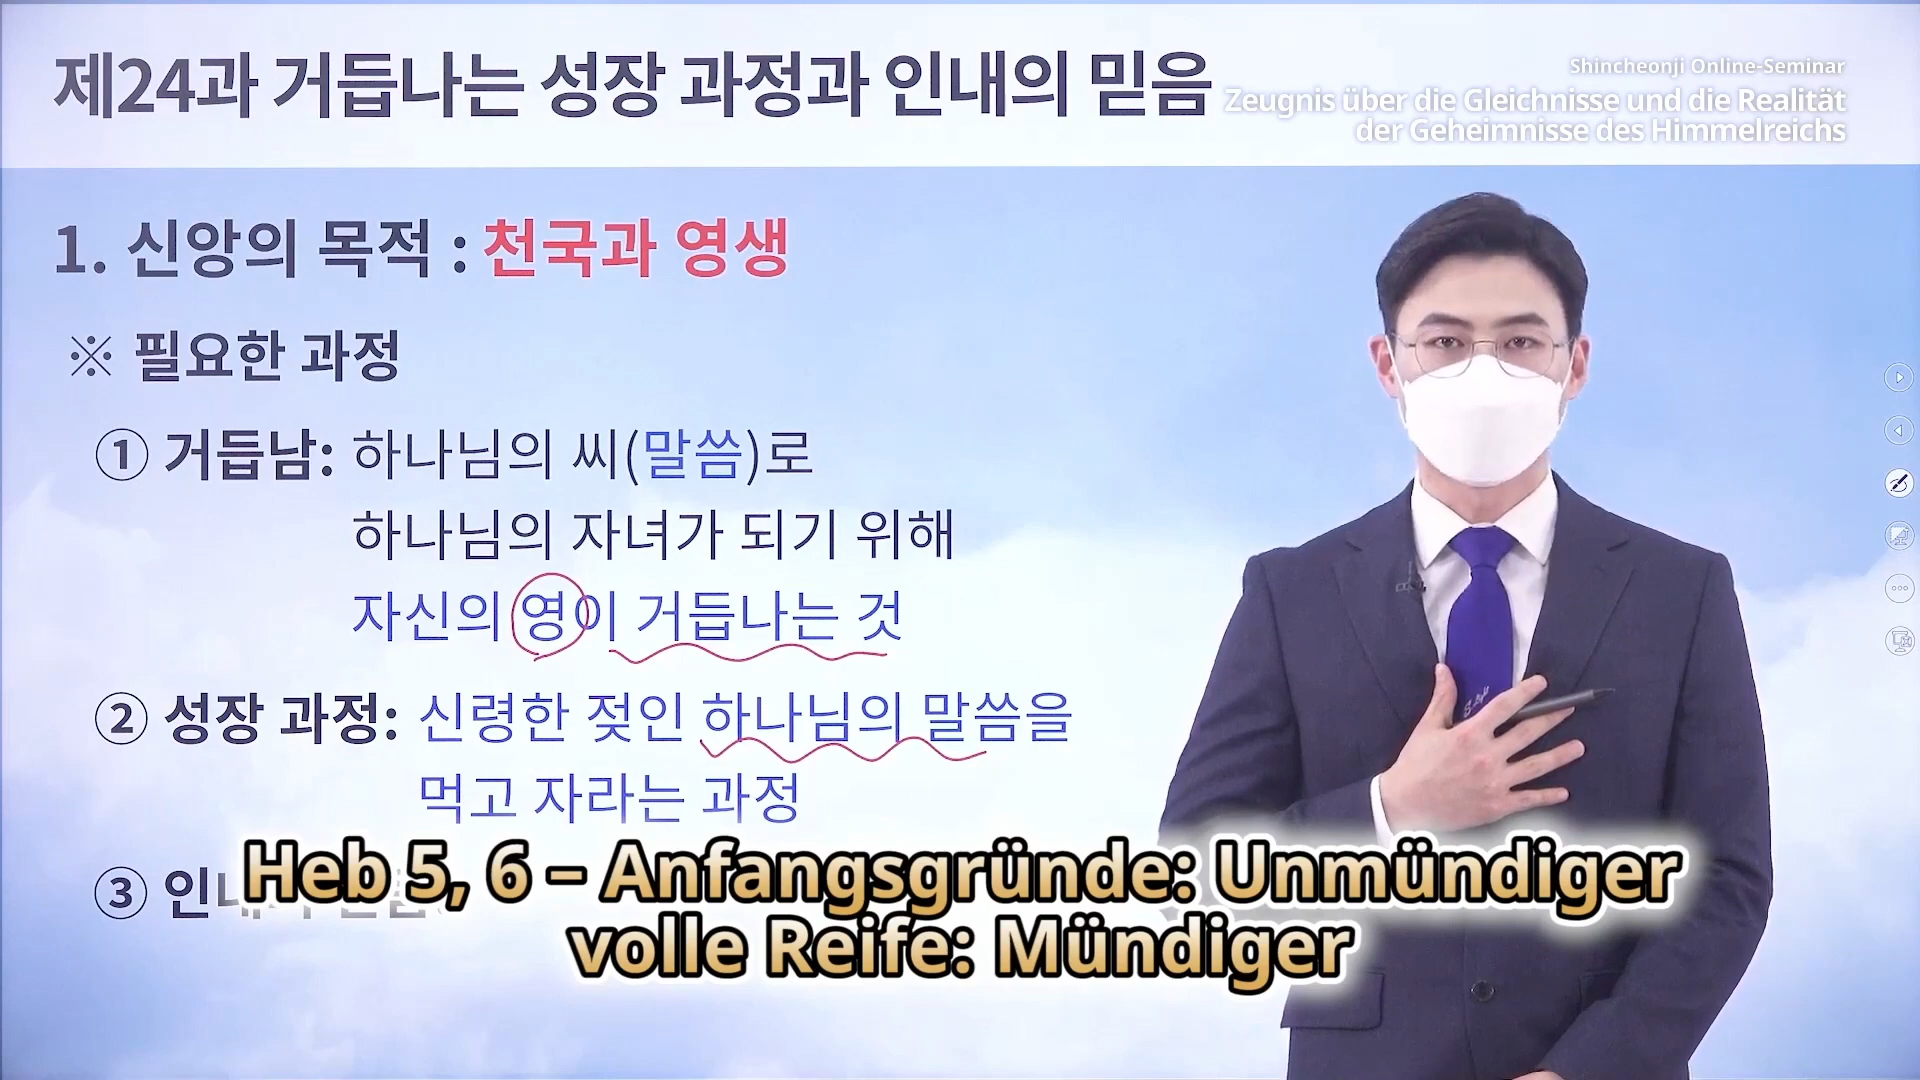 제24과 거듭나는 성장 과정과 인내의 믿음
Shincheonji Online-Seminar
Zeugnis über die Gleichnisse und die Realität
der Geheimnisse des Himmelreichs
1. 신앙의 목적 : 천국과 영생
※ 필요한 과정
① 거듭남: 하나님의 씨(말씀)로
하나님의 자녀가 되기 위해
자신의 영이 거듭나는 것
② 성장 과정: 신령한 젖인 하나님의 말씀을
먹고 자라는 과정
③ 인
Heb 5, 6 – Anfangsgründe: Unmündiger
volle Reife: Mündiger